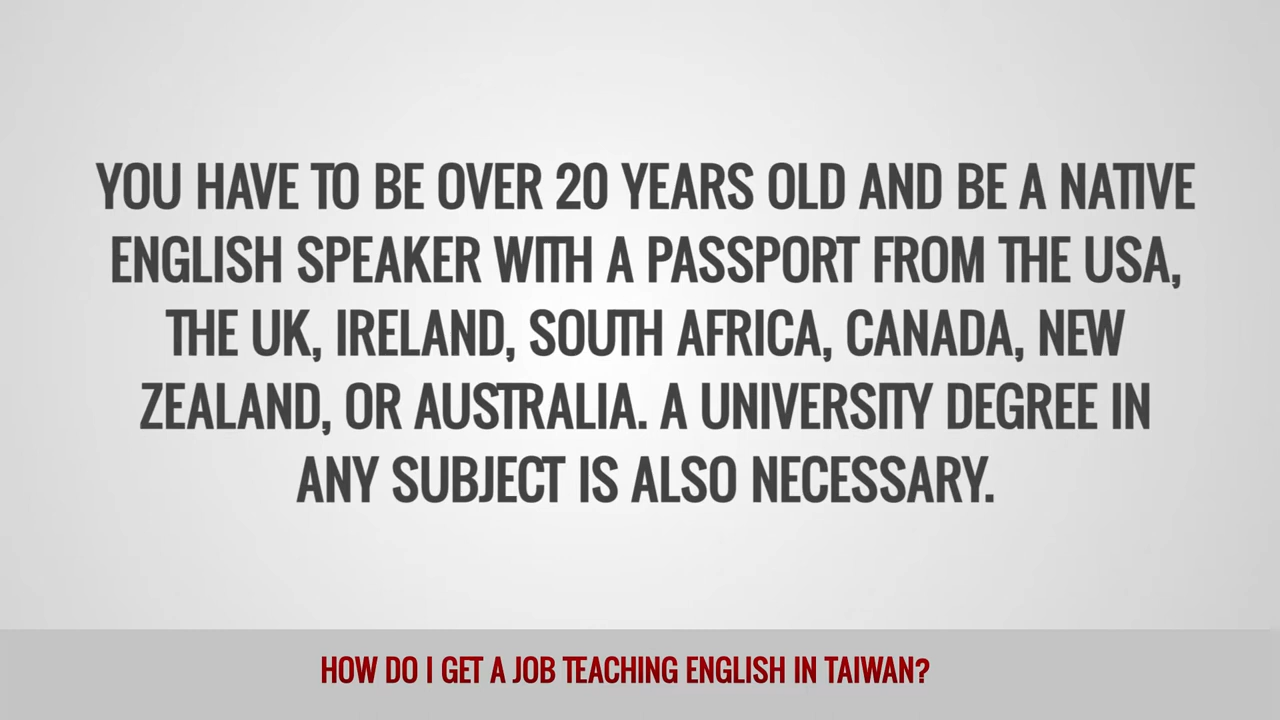 YOU HAVE TO BE OVER 20 YEARS OLD AND BE A NATIVE
ENGLISH SPEAKER WITH A PASSPORT FROM THE USA,
THE UK, IRELAND, SOUTH AFRICA, CANADA, NEW
ZEALAND, OR AUSTRALIA. A UNIVERSITY DEGREE IN
ANY SUBJECT IS ALSO NECESSARY.
HOW DO I GET A JOB TEACHING ENGLISH IN TAIWAN?